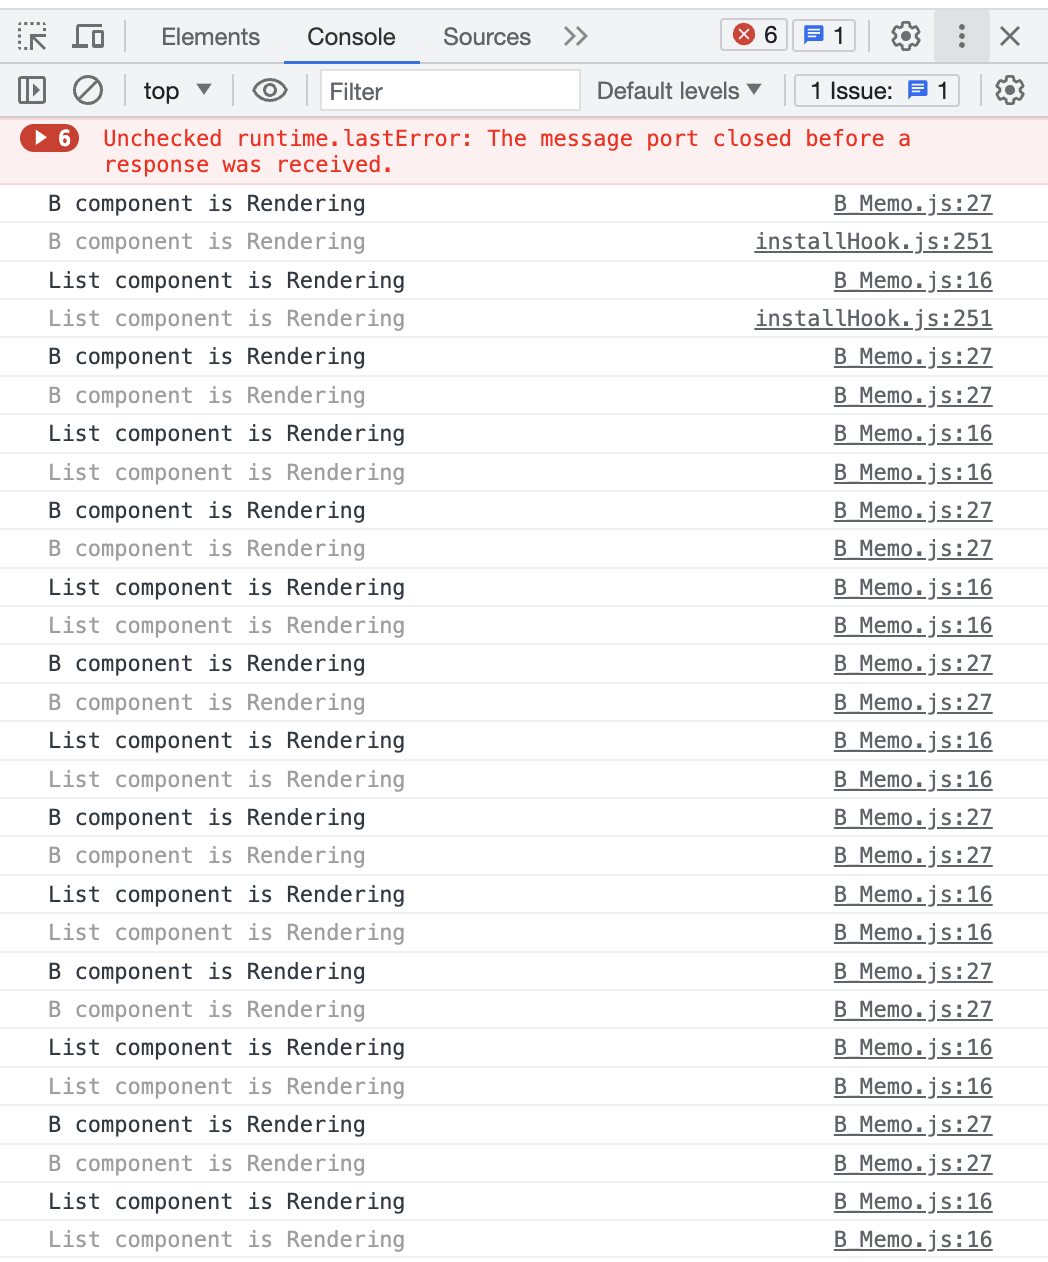 Elements Console Sources 6 1
top Filter Default levels 1 Issue: 1
6 Unchecked runtime.lastError: The message port closed before a
response was received.
B component is Rendering B_Memo.js:27
B component is Rendering installHook.js:251
List component is Rendering B_Memo.js:16
List component is Rendering installHook.js:251
B component is Rendering B_Memo.js:27
B component is Rendering B_Memo.js:27
List component is Rendering B_Memo.js:16
List component is Rendering B_Memo.js:16
B component is Rendering B_Memo.js:27
B component is Rendering B_Memo.js:27
List component is Rendering B_Memo.js:16
List component is Rendering B_Memo.js:16
B component is Rendering B_Memo.js:27
B component is Rendering B_Memo.js:27
List component is Rendering B_Memo.js:16
List component is Rendering B_Memo.js:16
B component is Rendering B_Memo.js:27
B component is Rendering B_Memo.js:27
List component is Rendering B_Memo.js:16
List component is Rendering B_Memo.js:16
B component is Rendering B_Memo.js:27
B component is Rendering B_Memo.js:27
List component is Rendering B_Memo.js:16
List component is Rendering B_Memo.js:16
B component is Rendering B_Memo.js:27
B component is Rendering B_Memo.js:27
List component is Rendering B_Memo.js:16
List component is Rendering B_Memo.js:16